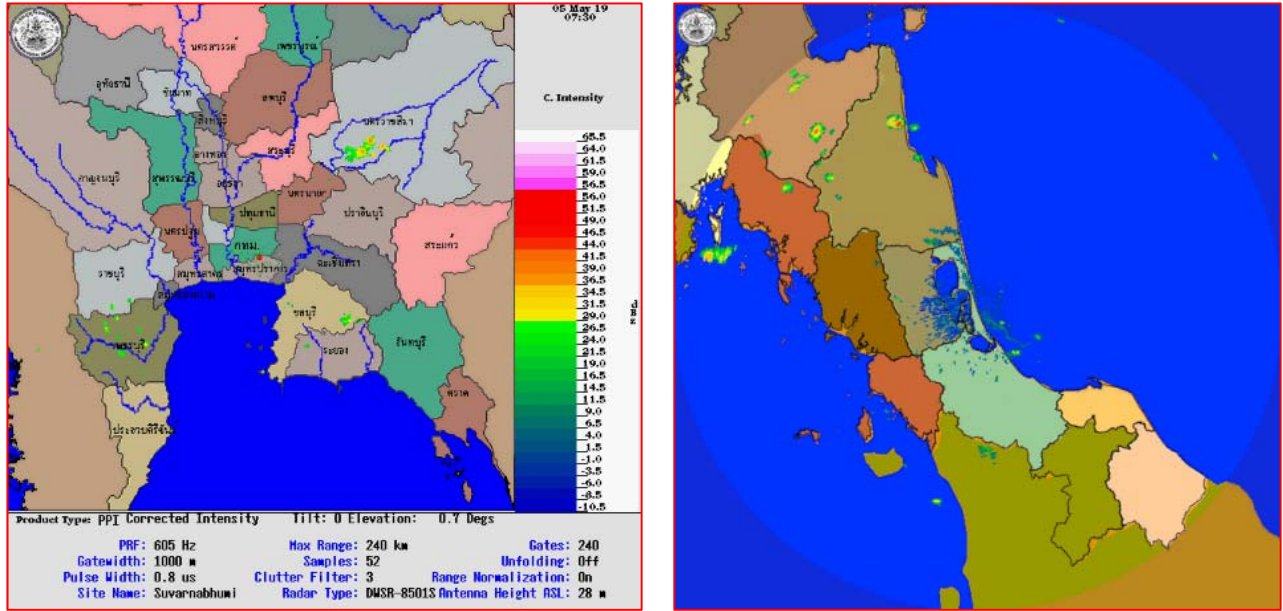 05 May 19
07:30
C. Intensity
นครสวรรค์
เพชรบูรณ์
อุทัยธานี
ชัยนาท
ลพบุรี
สิงห์บุรี
นครราชสีมา
อ่างทอง
สระบุรี
กาญจนบุรี
สุพรรณบุรี
อยุธยา
นครนายก
ปทุมธานี
ปราจีนบุรี
นครปฐม
กทม.
สระแก้ว
ราชบุรี
สมุทรสาคร
สมุทรปราการ
ฉะเชิงเทรา
สมุทรสงคราม
ชลบุรี
เพชรบุรี
ระยอง
จันทบุรี
ตราด
ประจวบคีรีขันธ์
65.5
64.0
61.5
59.0
56.5
56.0
51.5
49.0
46.5
44.0
41.5
39.0
36.5
34.0
31.5
29.0
26.5
24.0
21.5
19.0
16.5
14.0
11.5
9.0
6.5
4.0
1.5
-1.0
-3.5
-6.0
-8.5
-10.5
Product Type: PPI Corrected Intensity Tilt: 0 Elevation: 0.7 Degs
PRF: 605 Hz Max Range: 240 km Gates: 240
Gatewidth: 1000 m Samples: 52 Unfolding: Off
Pulse Width: 0.8 us Clutter Filter: 3 Range Normalization: On
Site Name: Suvarnabhumi Radar Type: DWSR-8501S Antenna Height ASL: 28 m